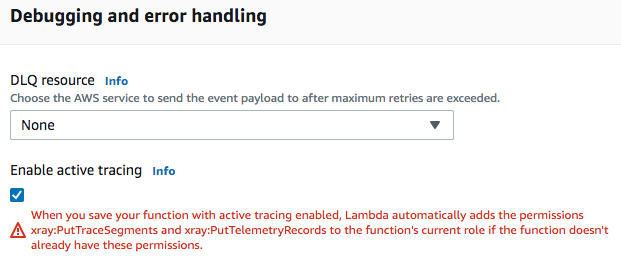 Debugging and error handling
DLQ resource Info
Choose the AWS service to send the event payload to after maximum retries are exceeded.
None
Enable active tracing Info
When you save your function with active tracing enabled, Lambda automatically adds the permissions
xray:PutTraceSegments and xray:PutTelemetryRecords to the function's current role if the function doesn't
already have these permissions.